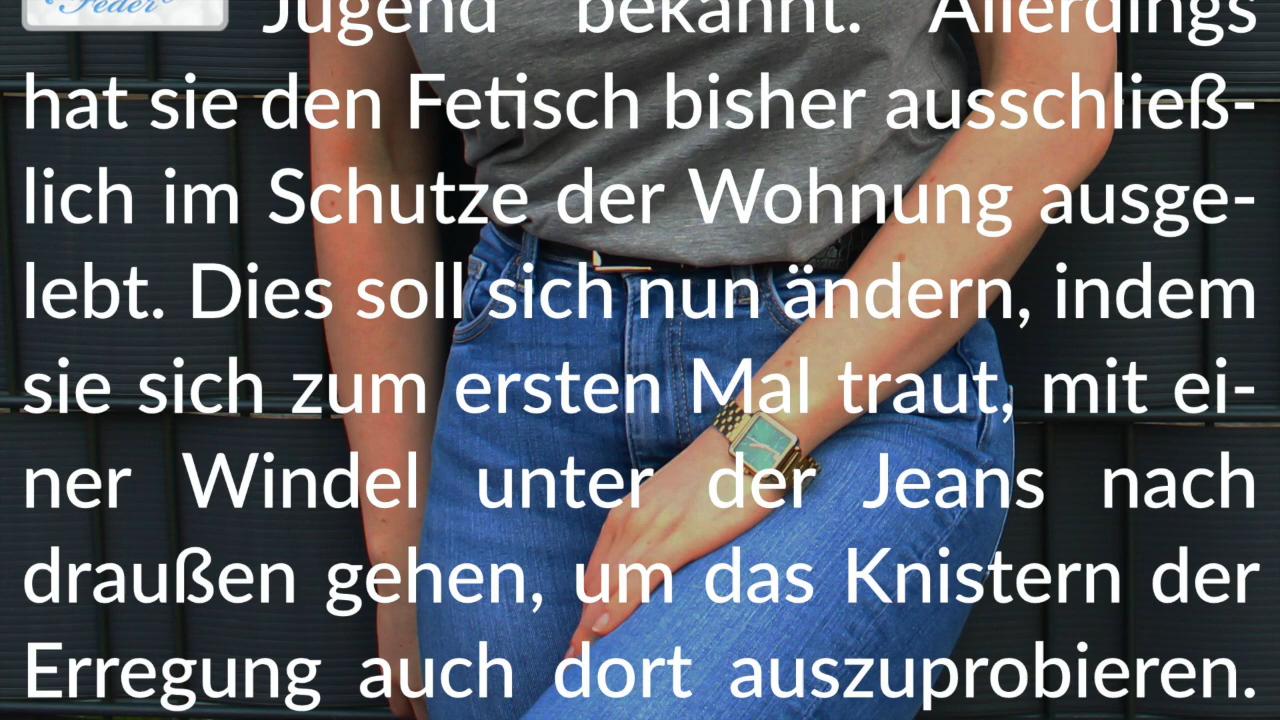 Feder
Jugend bekannt. Allerdings
hat sie den Fetisch bisher ausschließ-
lich im Schutze der Wohnung ausge-
lebt. Dies soll sich nun ändern, indem
sie sich zum ersten Mal traut, mit ei-
ner Windel unter der Jeans nach
draußen gehen, um das Knistern der
Erregung auch dort auszuprobieren.